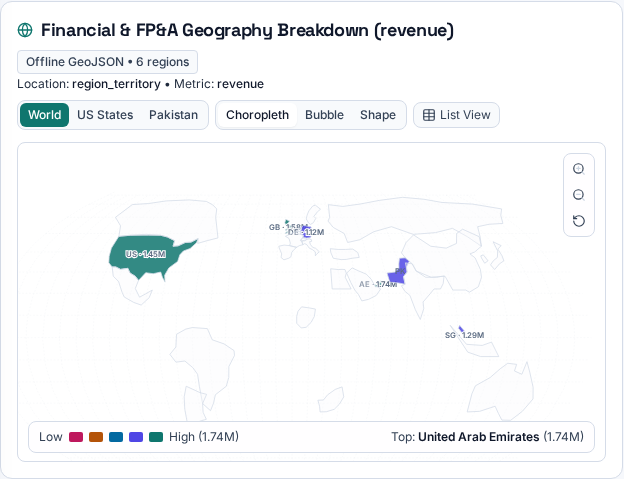 Financial & FP&A Geography Breakdown (revenue)
Offline GeoJSON • 6 regions
Location: region_territory • Metric: revenue
World US States Pakistan Choropleth Bubble Shape List View
GB ·
DE · 1.12M
US · 1.45M
AE · 1.74M
SG · 1.29M
Low High (1.74M) Top: United Arab Emirates (1.74M)